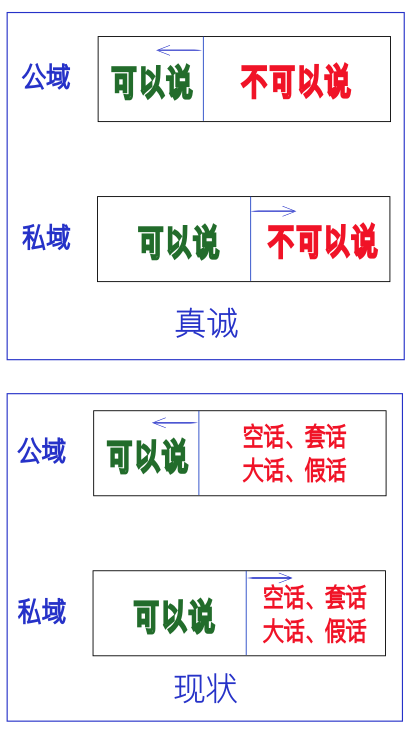 公域 可以说 不可以说
私域 可以说 不可以说
真诚
公域 可以说 空话、套话
大话、假话
私域 可以说 空话、套话
大话、假话
现状